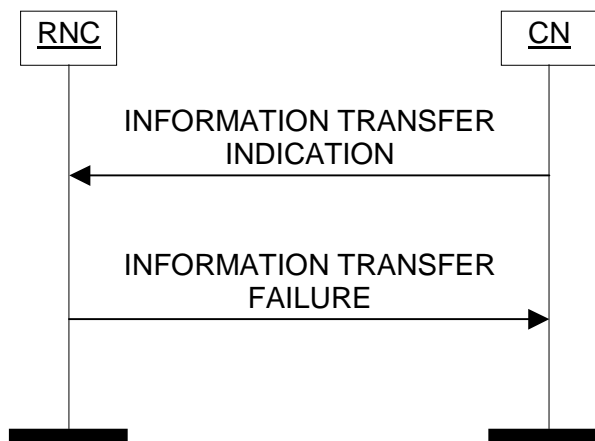 RNC
CN
INFORMATION TRANSFER
INDICATION
INFORMATION TRANSFER
FAILURE